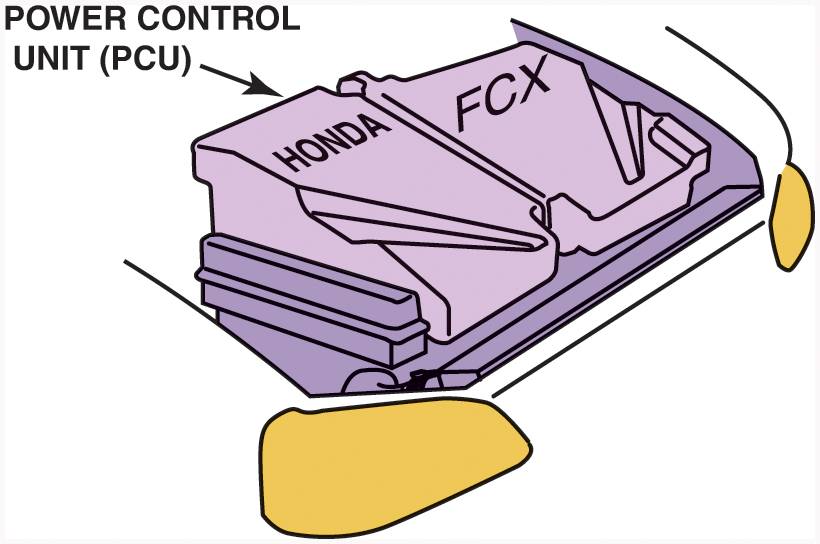 POWER CONTROL
UNIT (PCU)
HONDA
FCX